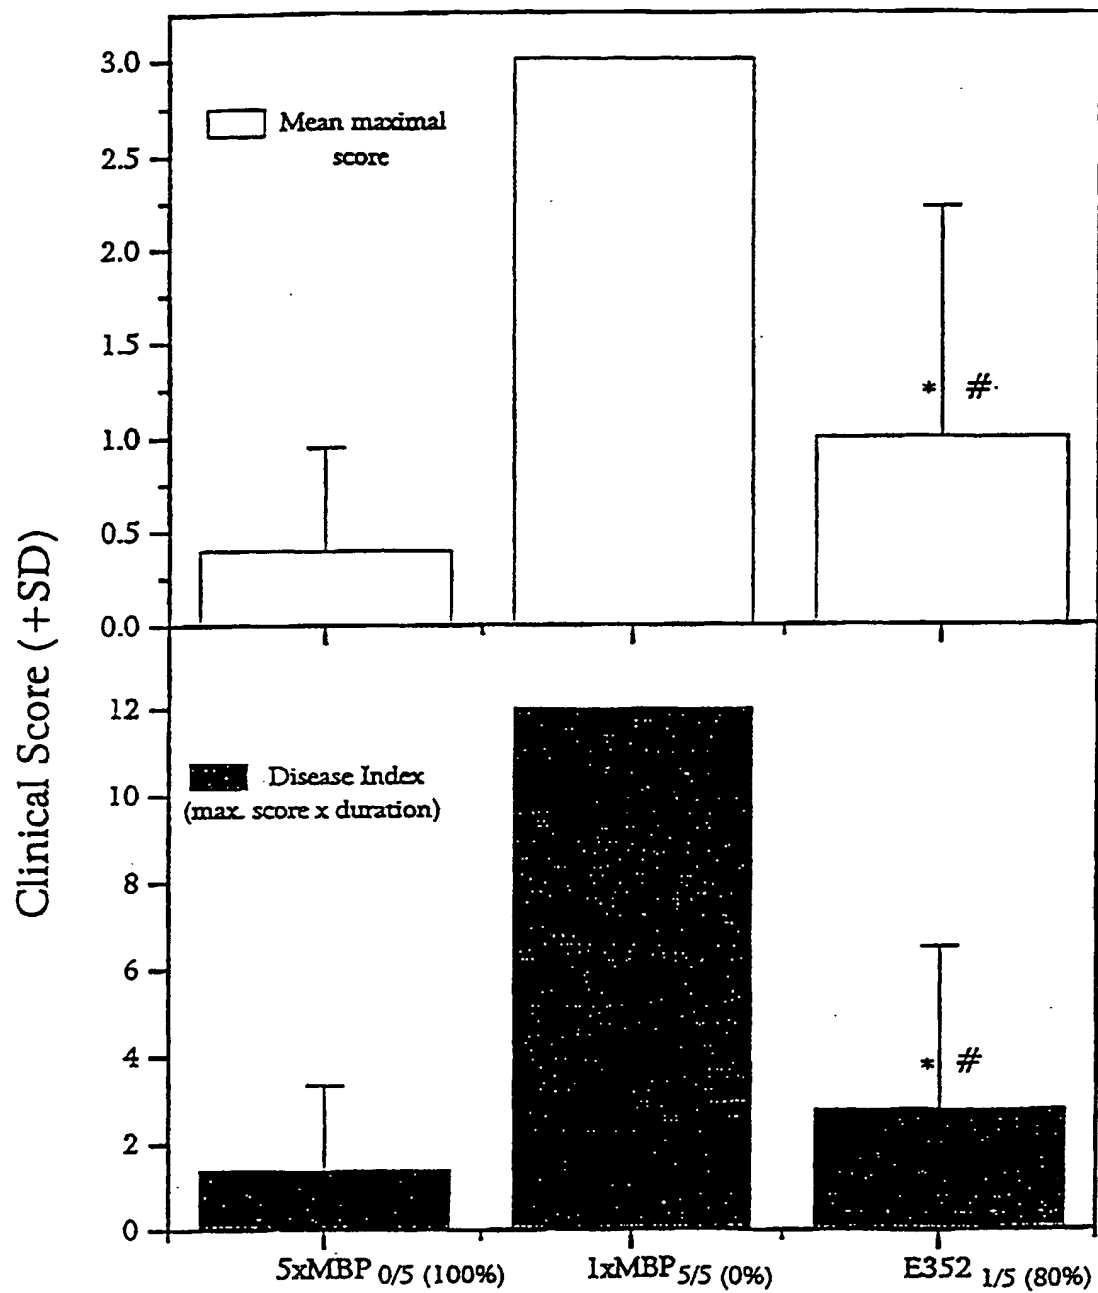 Clinical Score (+SD)
3.0
2.5
2.0
1.5
1.0
0.5
0.0
Mean maximal
score
* #
12
10
8
6
4
2
0
Disease Index
(max. score x duration)
* #
5xMBP 0/5 (100%)
1xMBP 5/5 (0%)
E352 1/5 (80%)